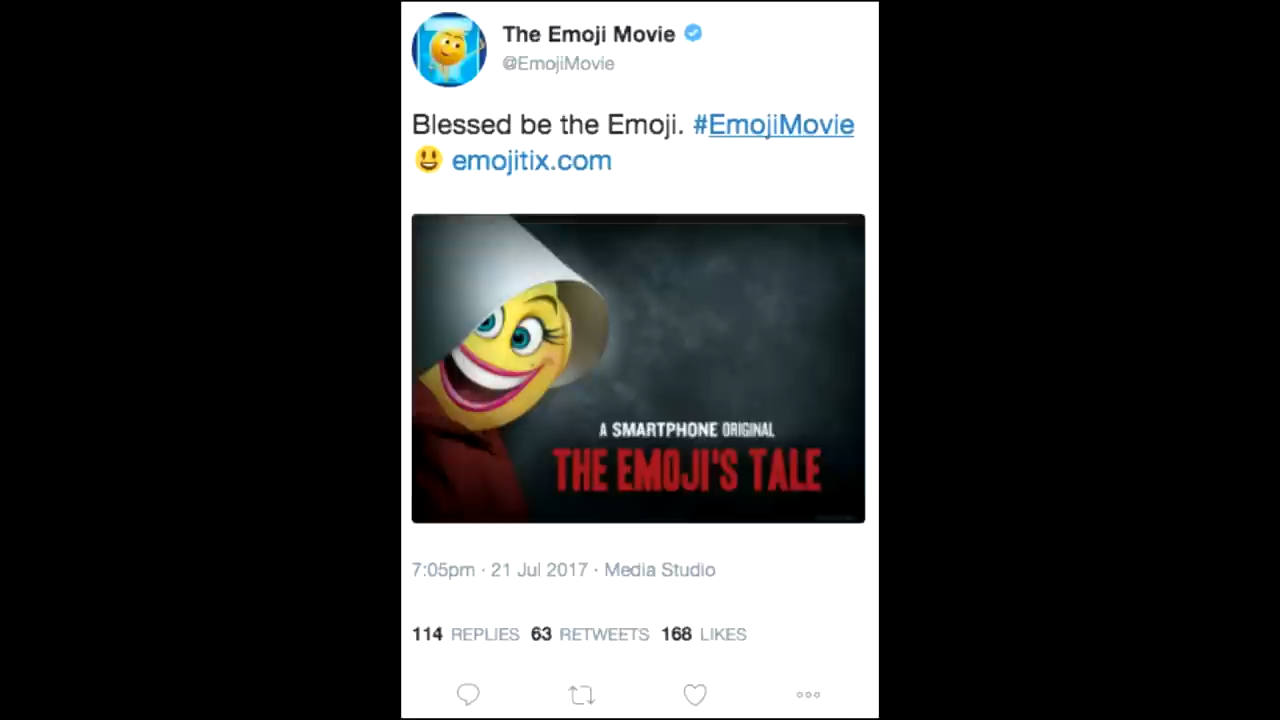 The Emoji Movie
@EmojiMovie
Blessed be the Emoji. #EmojiMovie
😃 emojitix.com
A SMARTPHONE ORIGINAL
THE EMOJI'S TALE
7:05pm · 21 Jul 2017 · Media Studio
114 REPLIES 63 RETWEETS 168 LIKES